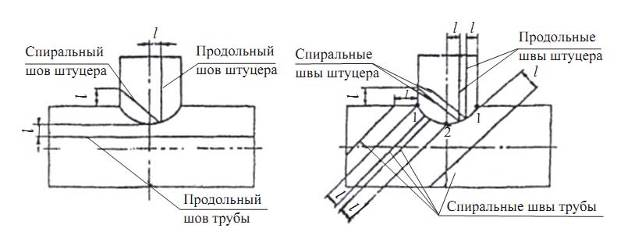 l
Спиральный
шов штуцера
Продольный
шов штуцера
l
l
Продольный
шов трубы
l l
Спиральные
швы штуцера
Продольные
швы штуцера
l
l l
1 1
2
l
l
Спиральные швы трубы